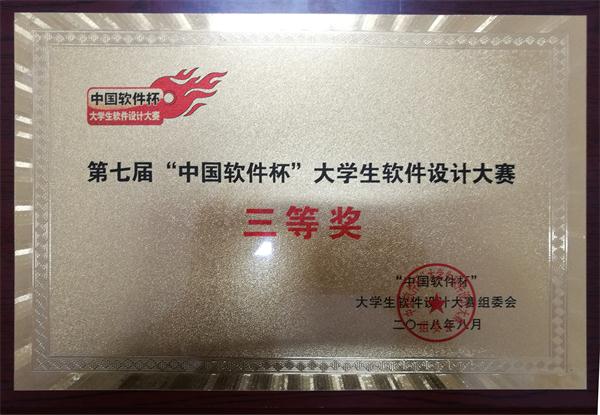 中国软件杯
大学生软件设计大赛
第七届“中国软件杯”大学生软件设计大赛
三等奖
“中国软件杯”
大学生软件设计大赛组委会
二〇一八年八月